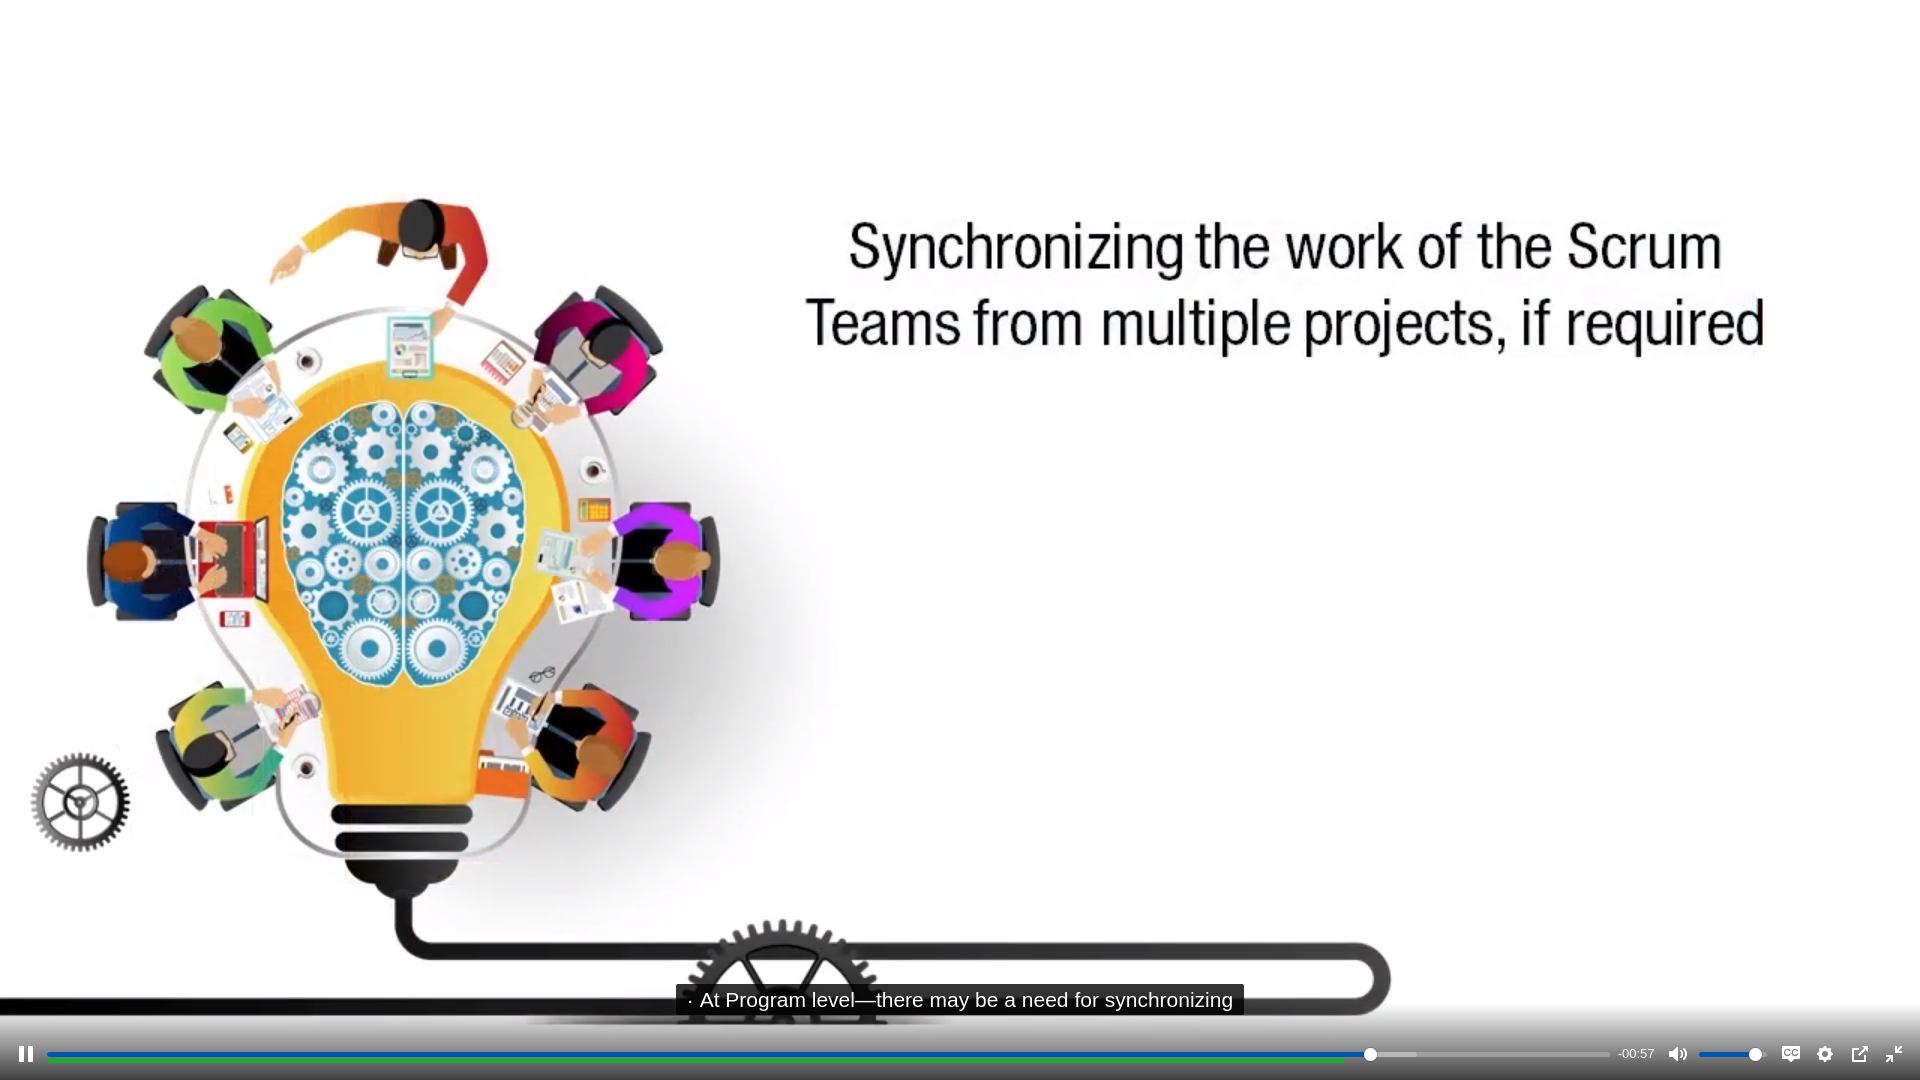 Synchronizing the work of the Scrum
Teams from multiple projects, if required
· At Program level—there may be a need for synchronizing
-00:57
CC